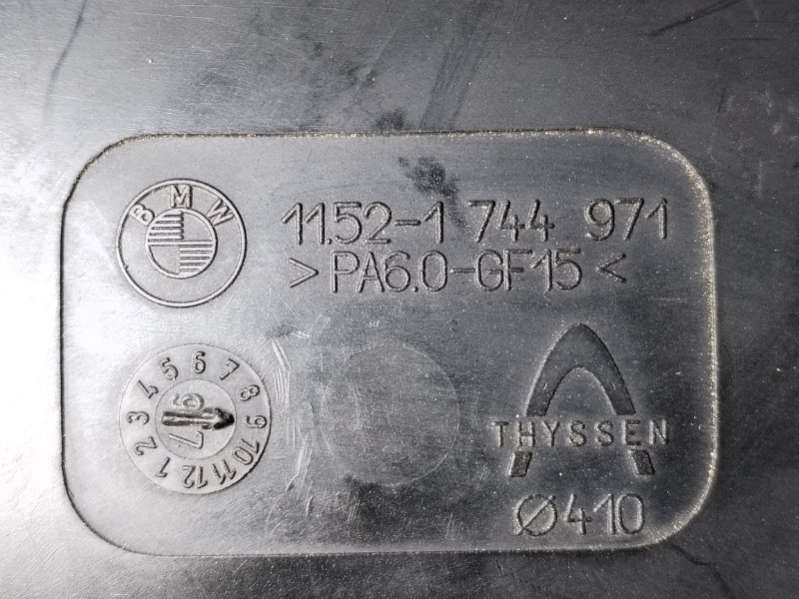 BMW
11.52-1 744 971
>PA6.0-GF15<
1 2 3 4 5 6 7 8 9 10 11 12
THYSSEN
Ø410